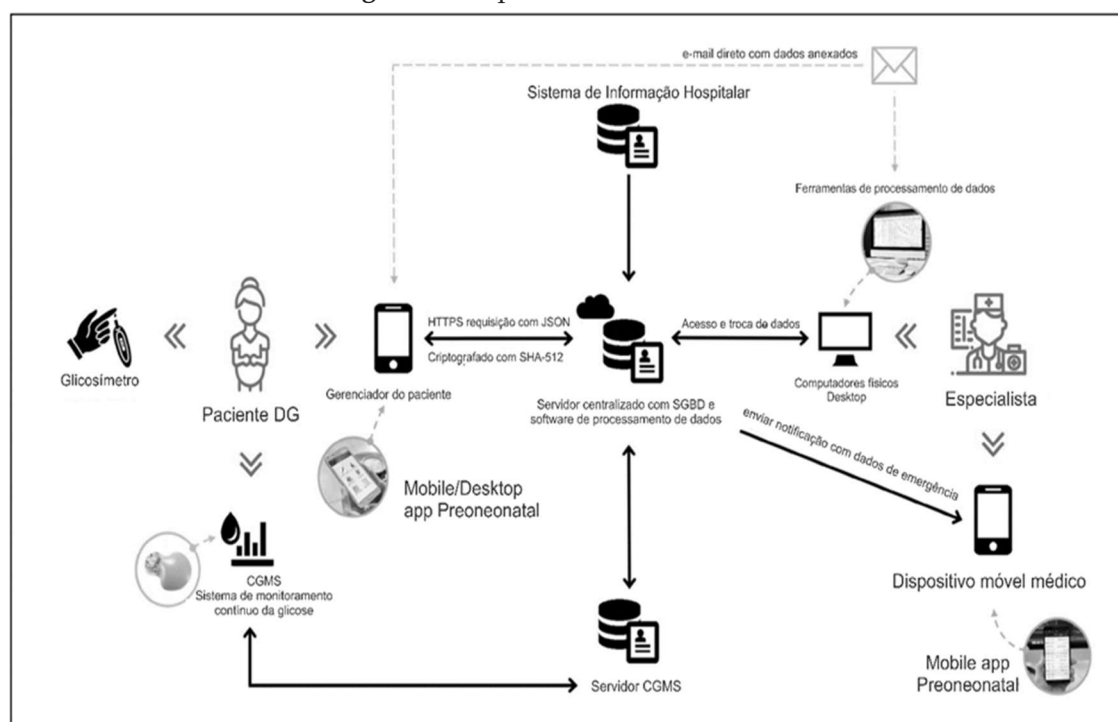 e-mail direto com dados anexados
Sistema de Informação Hospitalar
Ferramentas de processamento de dados
HTTPS requisição com JSON
Criptografado com SHA-512
Acesso e troca de dados
Glicosímetro
Paciente DG
Gerenciador do paciente
Servidor centralizado com SGBD e
software de processamento de dados
Computadores físicos
Desktop
Especialista
enviar notificação com dados de emergência
Mobile/Desktop
app Preoneonatal
CGMS
Sistema de monitoramento
contínuo da glicose
Dispositivo móvel médico
Servidor CGMS
Mobile app
Preoneonatal